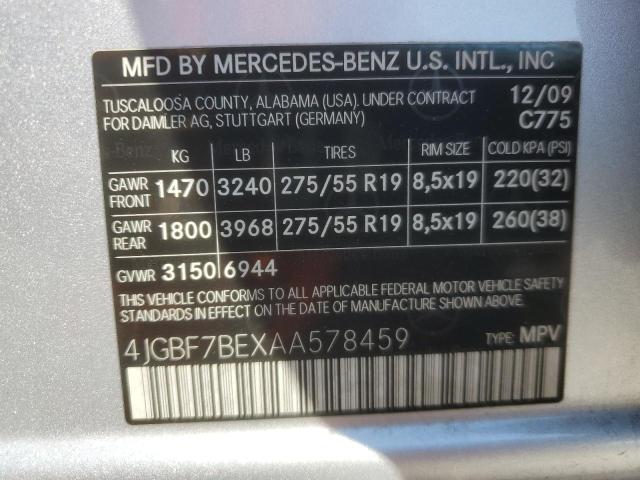 MFD BY MERCEDES-BENZ U.S. INTL., INC
TUSCALOOSA COUNTY, ALABAMA (USA). UNDER CONTRACT 12/09
FOR DAIMLER AG, STUTTGART (GERMANY) C775
KG LB TIRES RIM SIZE COLD KPA (PSI)
GAWR FRONT 1470 3240 275/55 R19 8,5x19 220(32)
GAWR REAR 1800 3968 275/55 R19 8,5x19 260(38)
GVWR 3150 6944
THIS VEHICLE CONFORMS TO ALL APPLICABLE FEDERAL MOTOR VEHICLE SAFETY
STANDARDS IN EFFECT ON THE DATE OF MANUFACTURE SHOWN ABOVE.
4JGBF7BEXAA578459 TYPE: MPV